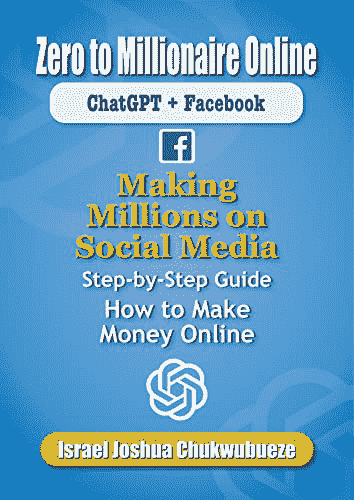 Zero to Millionaire Online
ChatGPT + Facebook
f
Making
Millions on
Social Media
Step-by-Step Guide
How to Make
Money Online
Israel Joshua Chukwubueze